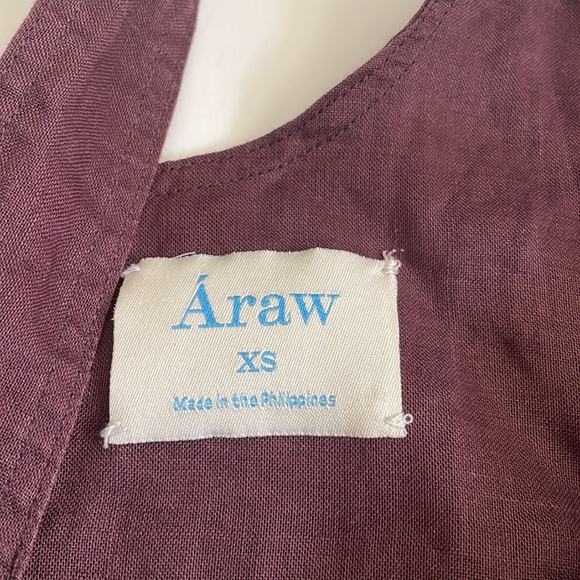 Áraw
XS
Made in the Philippines